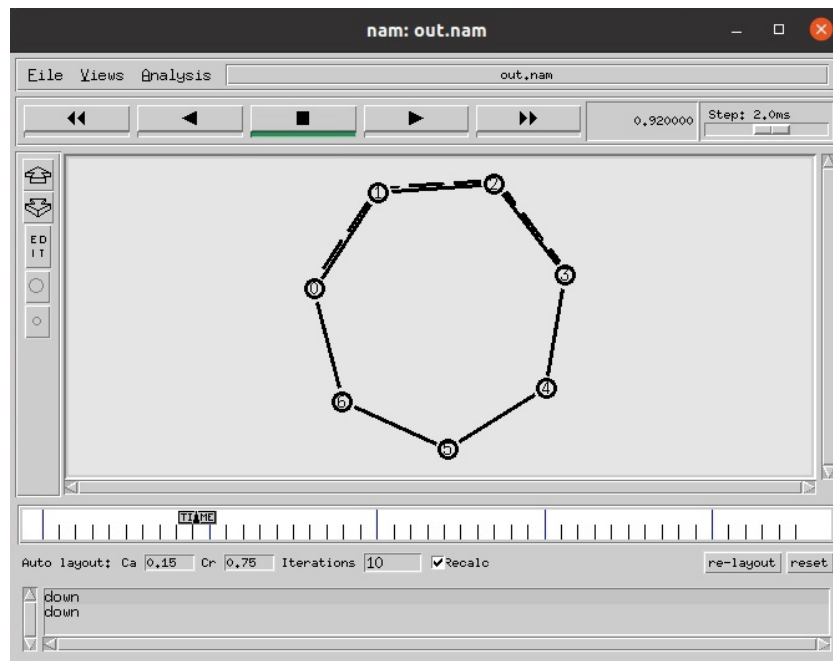 nam: out.nam
File Views Analysis out.nam
0.920000 Step: 2.0ms
ED
IT
1
2
0
3
4
6
5
TIME
Auto layout: Ca 0.15 Cr 0.75 Iterations 10 Recalc re-layout reset
down
down